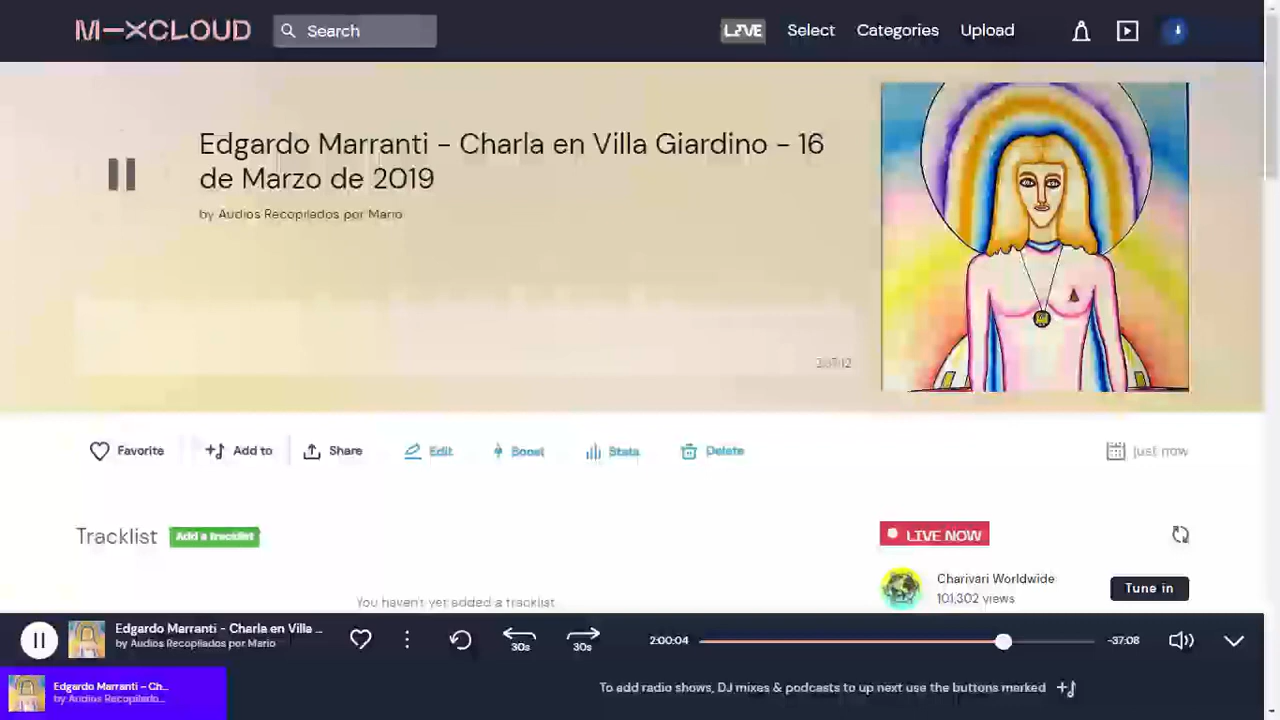 M–XCLOUD
Search
LIVE
Select
Categories
Upload
Edgardo Marranti - Charla en Villa Giardino - 16
de Marzo de 2019
by Audios Recopilados por Mario
2:37:12
Favorite
Add to
Share
Edit
Boost
Stats
Delete
just now
Tracklist
Add a tracklist
LIVE NOW
Charivari Worldwide
101,302 views
Tune in
You haven't yet added a tracklist
Edgardo Marranti - Charla en Villa ...
by Audios Recopilados por Mario
30s
30s
2:00:04
-37:08
Edgardo Marranti - Ch...
by Audios Recopilado...
To add radio shows, DJ mixes & podcasts to up next use the buttons marked